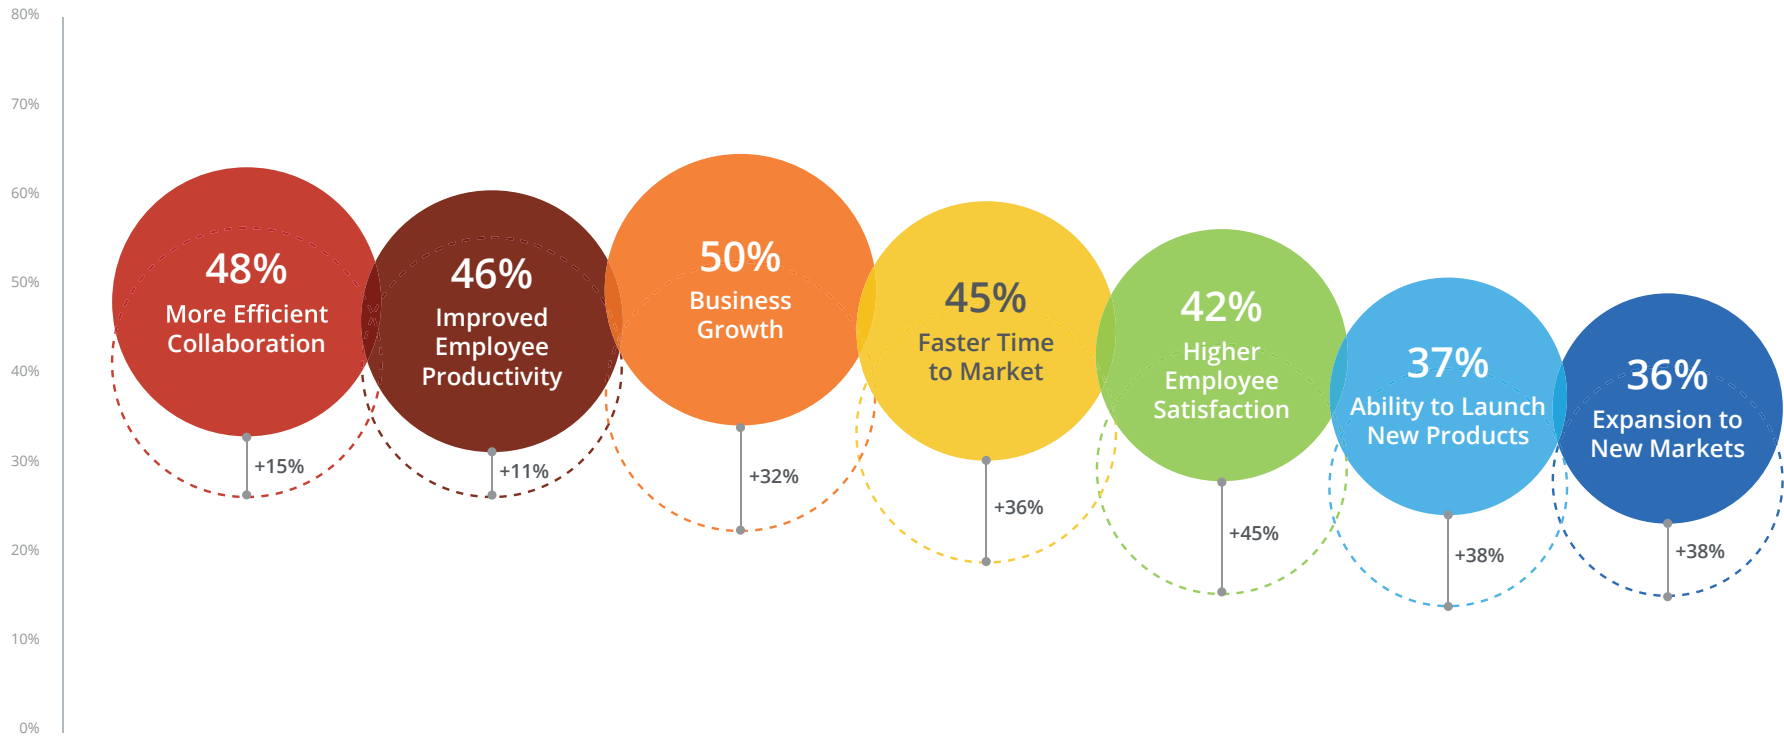 80%
70%
60%
50%
40%
30%
20%
10%
0%
48%
More Efficient
Collaboration
+15%
46%
Improved
Employee
Productivity
+11%
50%
Business
Growth
+32%
45%
Faster Time
to Market
+36%
42%
Higher
Employee
Satisfaction
+45%
37%
Ability to Launch
New Products
+38%
36%
Expansion to
New Markets
+38%